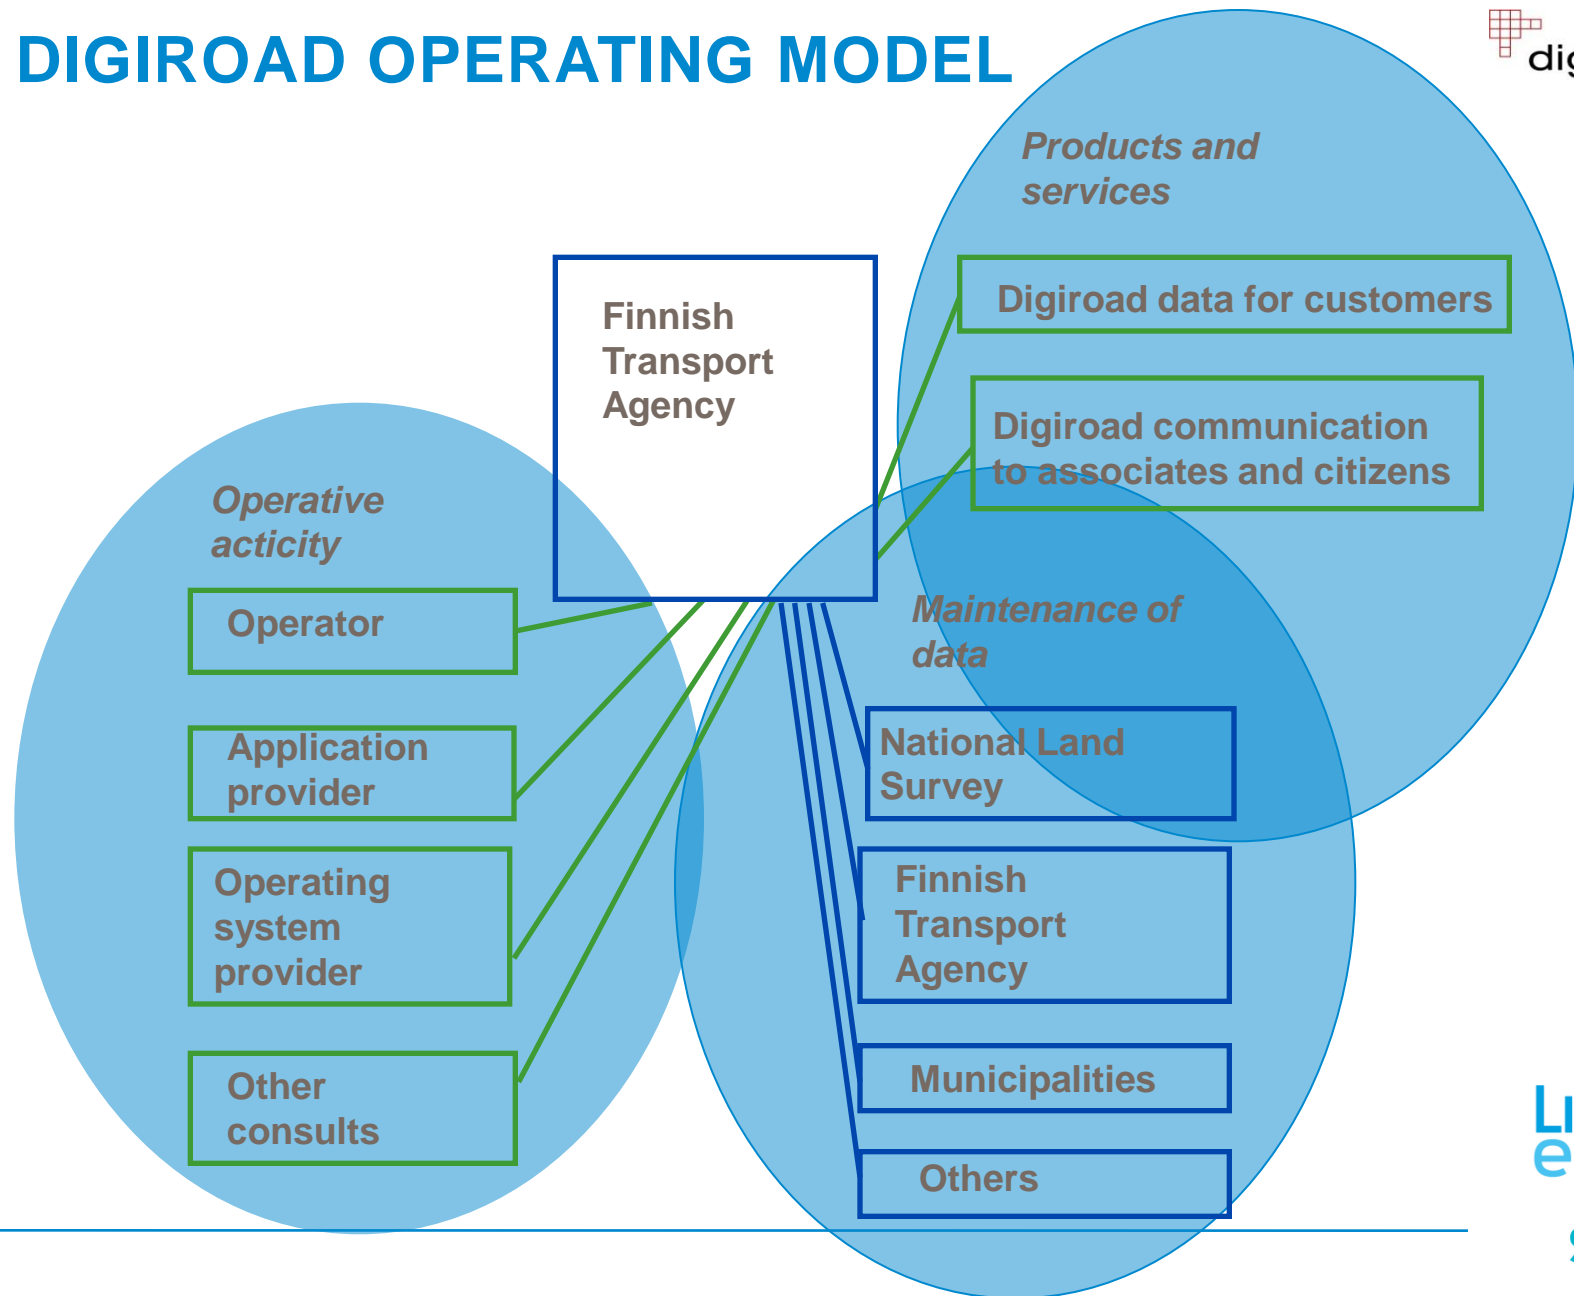 DIGIROAD OPERATING MODEL
dig
Products and
services
Digiroad data for customers
Finnish
Transport
Agency
Digiroad communication
to associates and citizens
Operative
acticity
Operator
Application
provider
Operating
system
provider
Other
consults
Maintenance of
data
National Land
Survey
Finnish
Transport
Agency
Municipalities
Others